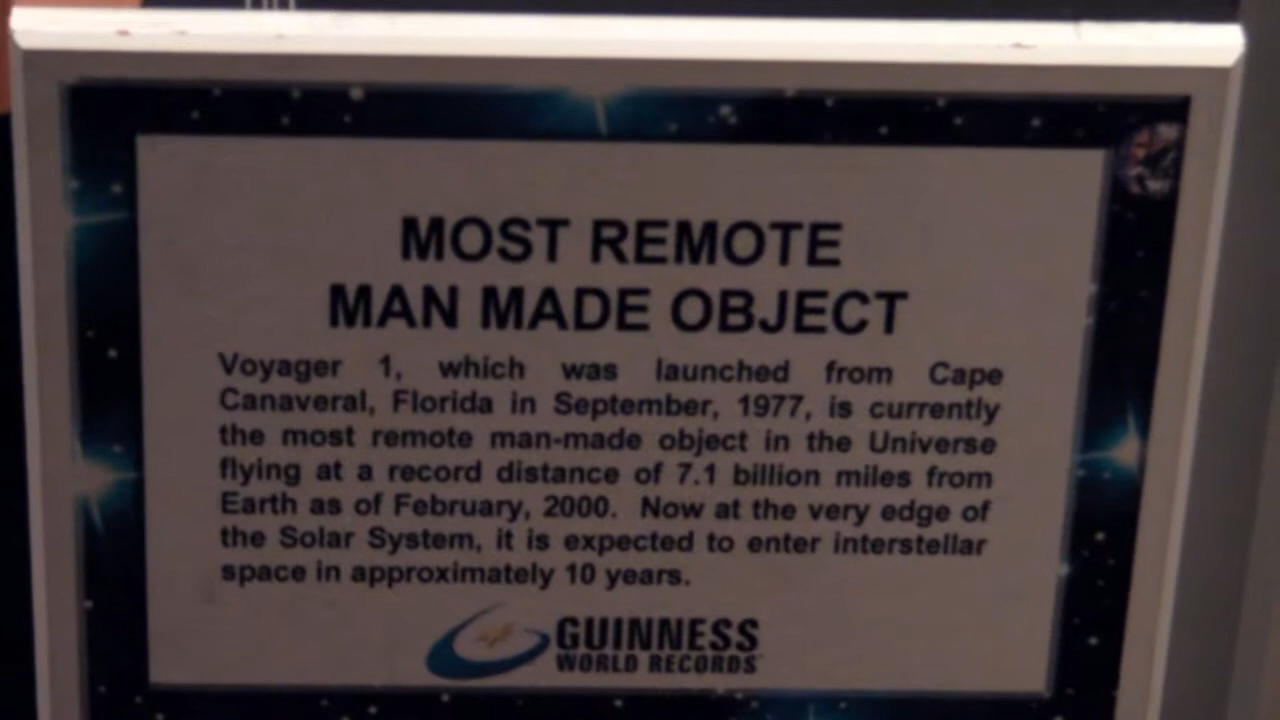 MOST REMOTE
MAN MADE OBJECT
Voyager 1, which was launched from Cape
Canaveral, Florida in September, 1977, is currently
the most remote man-made object in the Universe
flying at a record distance of 7.1 billion miles from
Earth as of February, 2000. Now at the very edge of
the Solar System, it is expected to enter interstellar
space in approximately 10 years.
GUINNESS
WORLD RECORDS